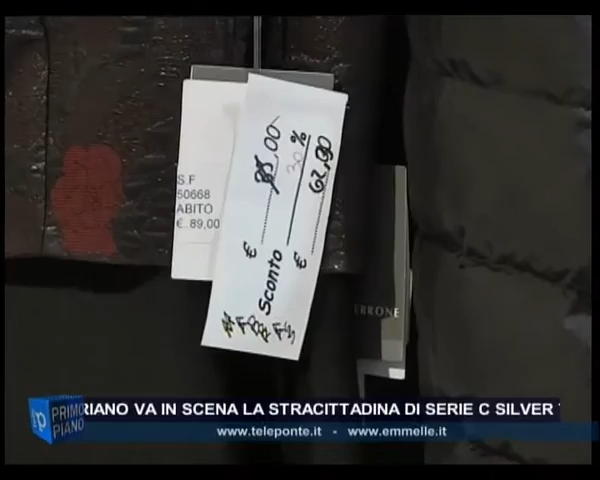 S.F
50668
ABITO
€. 89,00
€ 89,00
Sconto 30 %
€ 62,30
ERRONE
PRIMO
PIANO
RIANO VA IN SCENA LA STRACITTADINA DI SERIE C SILVER
www.teleponte.it - www.emmelle.it